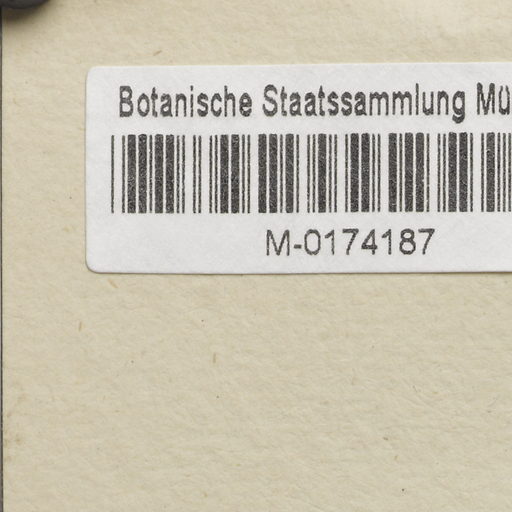 Botanische Staatssammlung Mü
M-0174187